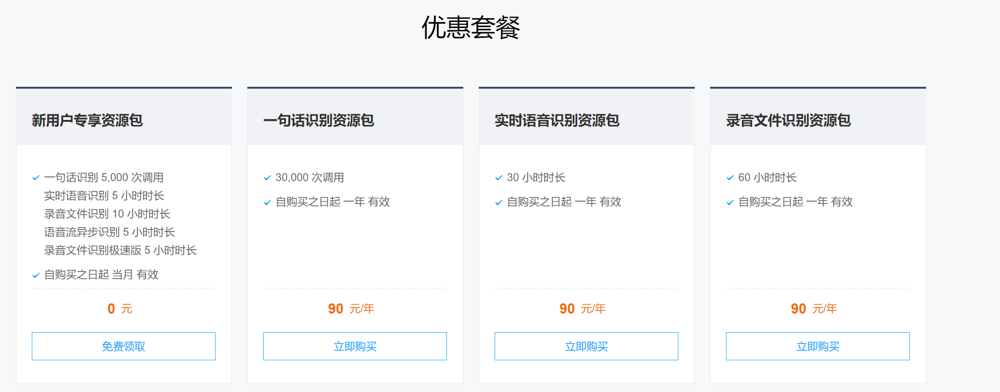 优惠套餐
新用户专享资源包
一句话识别 5,000 次调用
实时语音识别 5 小时时长
录音文件识别 10 小时时长
语音流异步识别 5 小时时长
录音文件识别极速版 5 小时时长
自购买之日起 当月 有效
0 元
免费领取
一句话识别资源包
30,000 次调用
自购买之日起 一年 有效
90 元/年
立即购买
实时语音识别资源包
30 小时时长
自购买之日起 一年 有效
90 元/年
立即购买
录音文件识别资源包
60 小时时长
自购买之日起 一年 有效
90 元/年
立即购买